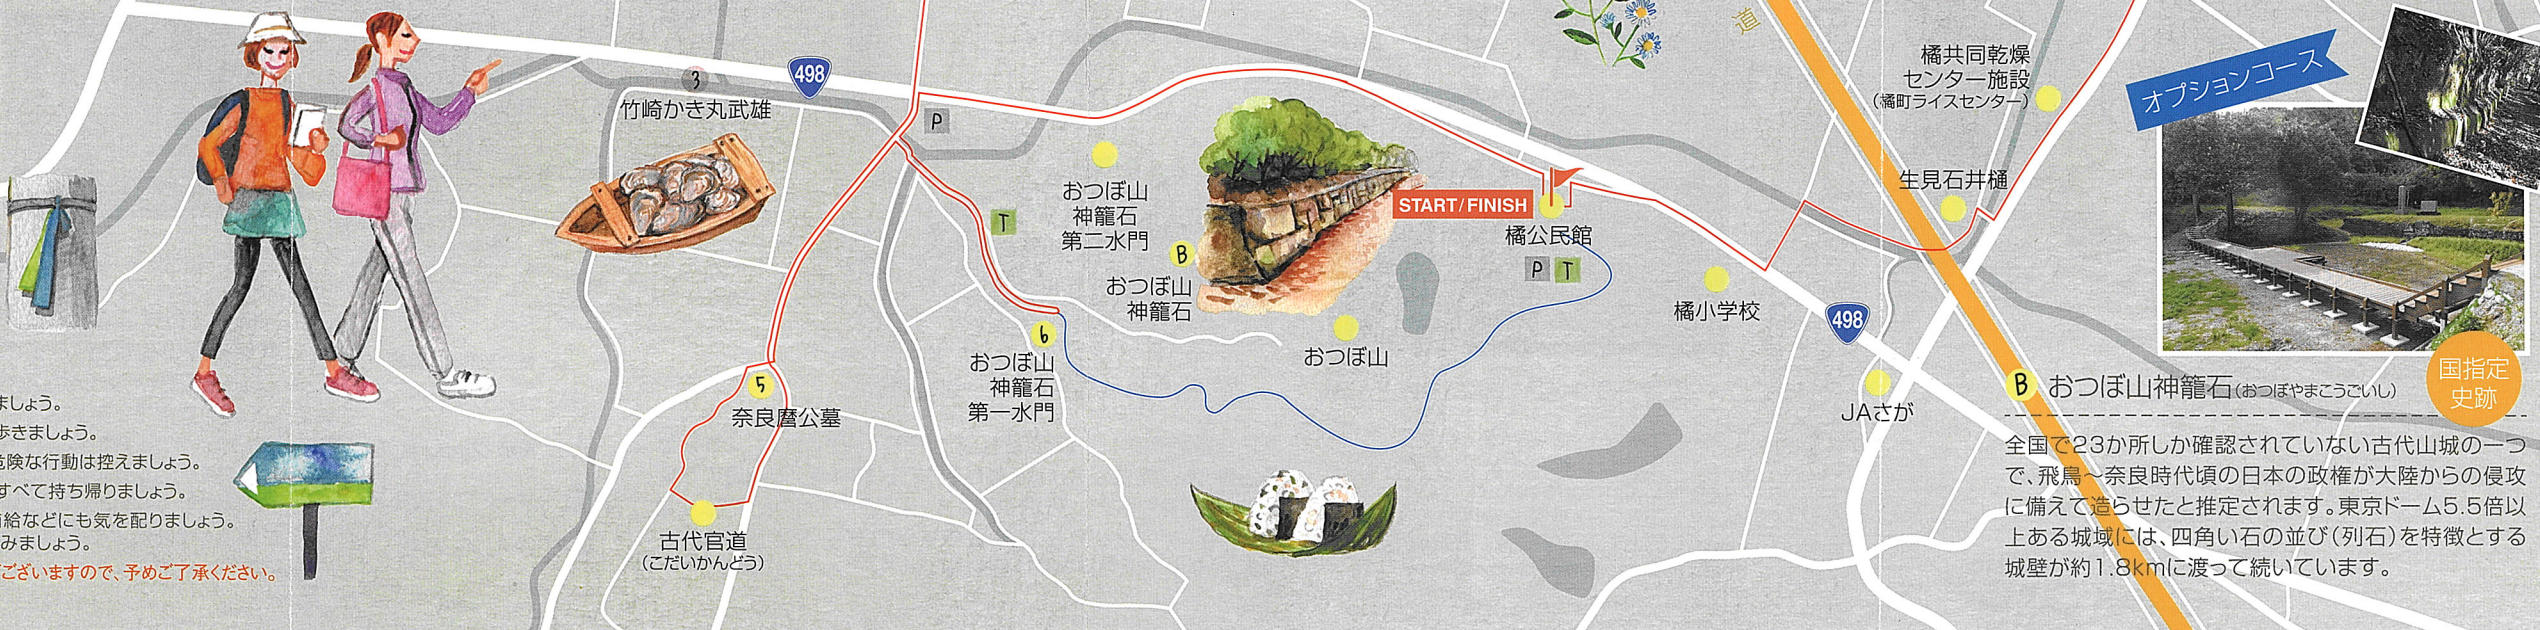 道
498
3
竹崎かき丸武雄
P
T
おつぼ山
神籠石
第二水門
B
おつぼ山
神籠石
START/FINISH
橘公民館
P T
橘共同乾燥
センター施設
(橘町ライスセンター)
生見石井樋
橘小学校
498
JAさが
おつぼ山
6
おつぼ山
神籠石
第一水門
5
奈良麿公墓
古代官道
(こだいかんどう)
ましょう。
歩きましょう。
危険な行動は控えましょう。
すべて持ち帰りましょう。
給などにも気を配りましょう。
みましょう。
ございますので、予めご了承ください。
オプションコース
国指定
史跡
B おつぼ山神籠石(おつぼやまこうごいし)
全国で23か所しか確認されていない古代山城の一つ
で、飛鳥~奈良時代頃の日本の政権が大陸からの侵攻
に備えて造らせたと推定されます。東京ドーム5.5倍以
上ある城域には、四角い石の並び(列石)を特徴とする
城壁が約1.8kmに渡って続いています。